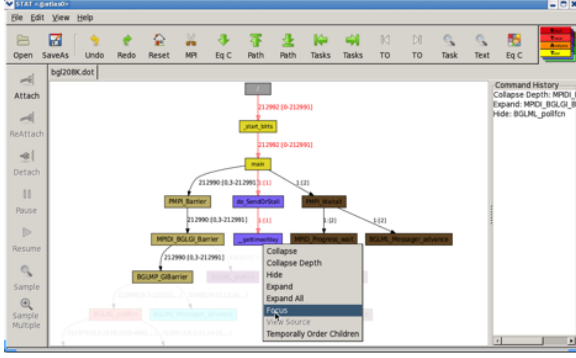 STAT - @atlas0>
File Edit View Help
Open SaveAs Undo Redo Reset MPI Eq C Path Path Tasks Tasks TO TO Task Text Eq C
bgl208K.dot
Attach
ReAttach
Detach
Pause
Resume
Sample
Sample
Multiple
/
212992:[0-212991]
_start_blrts
212992:[0-212991]
main
212990:[0,3-212991] 1:[1] 1:[2]
PMPI_Barrier do_SendOrStall PMPI_Waitall
212990:[0,3-212991] 1:[1] 1:[2] 1:[2]
MPIDI_BGLGI_Barrier __gettimeofday MPID_Progress_wait BGLML_Messager_advance
212990:[0,3-212991]
BGLMP_GIBarrier
Collapse
Collapse Depth
Hide
Expand
Expand All
Focus
View Source
Temporally Order Children
Command History
Collapse Depth: MPIDI_
Expand: MPIDI_BGLGI_B
Hide: BGLML_pollfcn